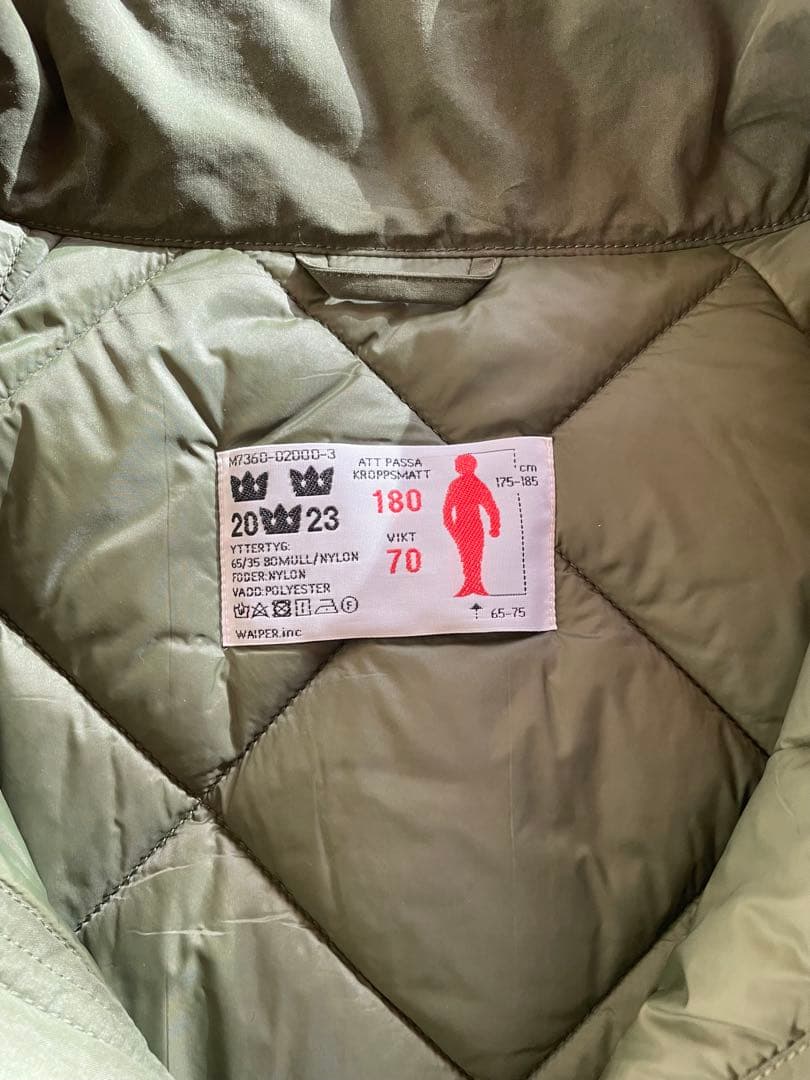 M7360-02000-3
20 23
YTTERTYG:
65/35 BOMULL/NYLON
FODER:NYLON
VADD:POLYESTER
WAIPER.inc
ATT PASSA
KROPPSMATT
180
VIKT
70
cm
175-185
65-75